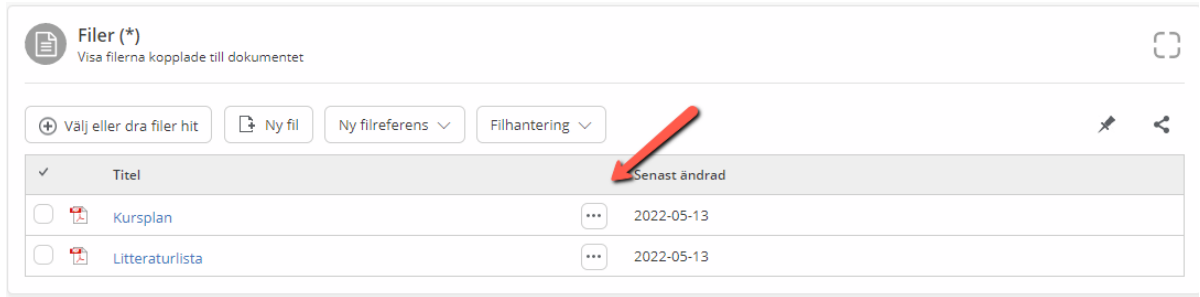 Filer (*)
Visa filerna kopplade till dokumentet
Välj eller dra filer hit Ny fil Ny filreferens Filhantering
Titel Senast ändrad
Kursplan ... 2022-05-13
Litteraturlista ... 2022-05-13